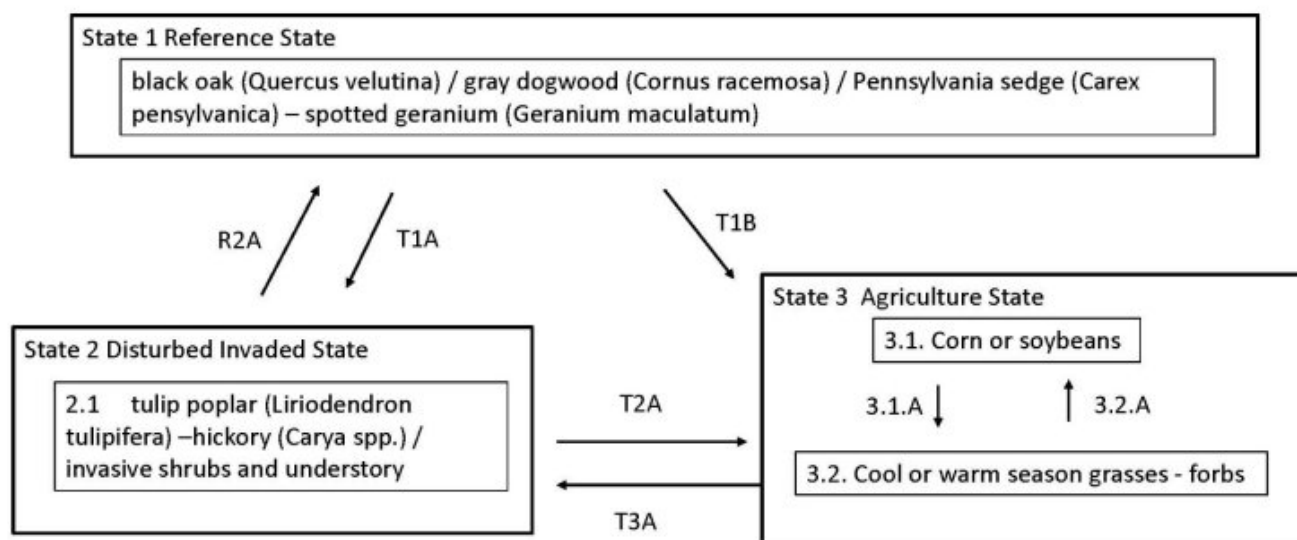 State 1 Reference State
black oak (Quercus velutina) / gray dogwood (Cornus racemosa) / Pennsylvania sedge (Carex
pensylvanica) – spotted geranium (Geranium maculatum)
R2A
T1A
T1B
State 2 Disturbed Invaded State
2.1 tulip poplar (Liriodendron
tulipifera) –hickory (Carya spp.) /
invasive shrubs and understory
T2A
T3A
State 3 Agriculture State
3.1. Corn or soybeans
3.1.A
3.2.A
3.2. Cool or warm season grasses - forbs